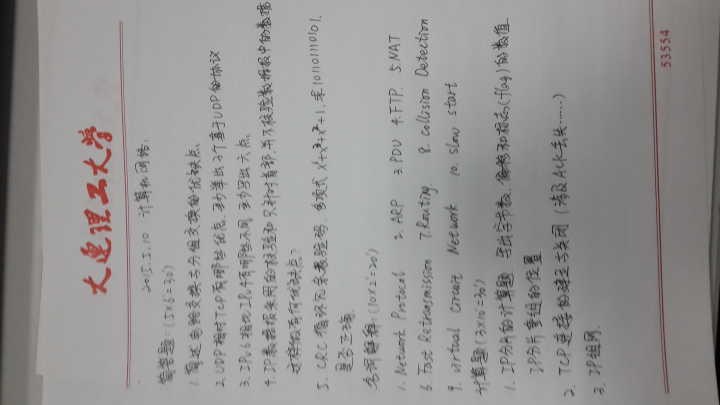 大连理工大学
2015.5.10 计算机网络.
简答题:(5×6'=30')
1. 简述电路交换与分组交换的优缺点.
2. UDP相对TCP有哪些优点. 至少举出3个基于UDP的协议
3. IPv6相比IPv4有哪些不同 至少写出六点.
4. IP数据报采用的校验和只针对首部,并不校验数据报中的数据
这样做有何优缺点?
5. CRC 循环冗余校验码. 多项式 x⁴+x³+x²+1. 求10110110101.
是否正确.
名词解释:(10×2'=20')
1. Network Protocol 2. ARP 3. PDU 4. FTP 5. NAT
6. Fast Retransmission 7. Routing 8. collision Detection
9. virtual circuit Network 10. slow start
计算题(3×10'=30')
1. IP分片的计算题 写出字节数、偏移和标志(flag)的数值
IP分片重组的位置
2. TCP连接的建立与关闭 (涉及ACK丢失……)
3. IP组网.
53554